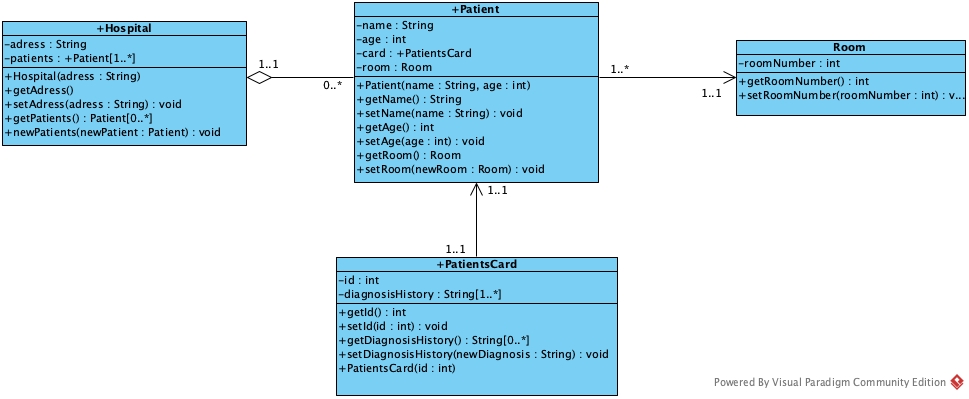 +Hospital
-adress : String
-patients : +Patient[1..*]
+Hospital(adress : String)
+getAdress()
+setAdress(adress : String) : void
+getPatients() : Patient[0..*]
+newPatients(newPatient : Patient) : void
1..1
0..*
+Patient
-name : String
-age : int
-card : +PatientsCard
-room : Room
+Patient(name : String, age : int)
+getName() : String
+setName(name : String) : void
+getAge() : int
+setAge(age : int) : void
+getRoom() : Room
+setRoom(newRoom : Room) : void
1..*
1..1
Room
-roomNumber : int
+getRoomNumber() : int
+setRoomNumber(roomNumber : int) : v...
1..1
1..1
+PatientsCard
-id : int
-diagnosisHistory : String[1..*]
+getId() : int
+setId(id : int) : void
+getDiagnosisHistory() : String[0..*]
+setDiagnosisHistory(newDiagnosis : String) : void
+PatientsCard(id : int)
Powered By Visual Paradigm Community Edition